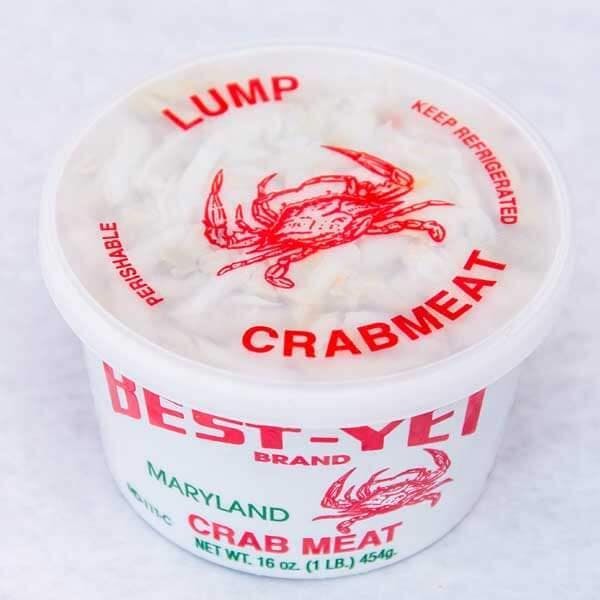 LUMP
KEEP REFRIGERATED
PERISHABLE
CRABMEAT
BEST-YET
BRAND
MARYLAND
CRAB MEAT
NET WT. 16 oz. (1 LB.) 454g.